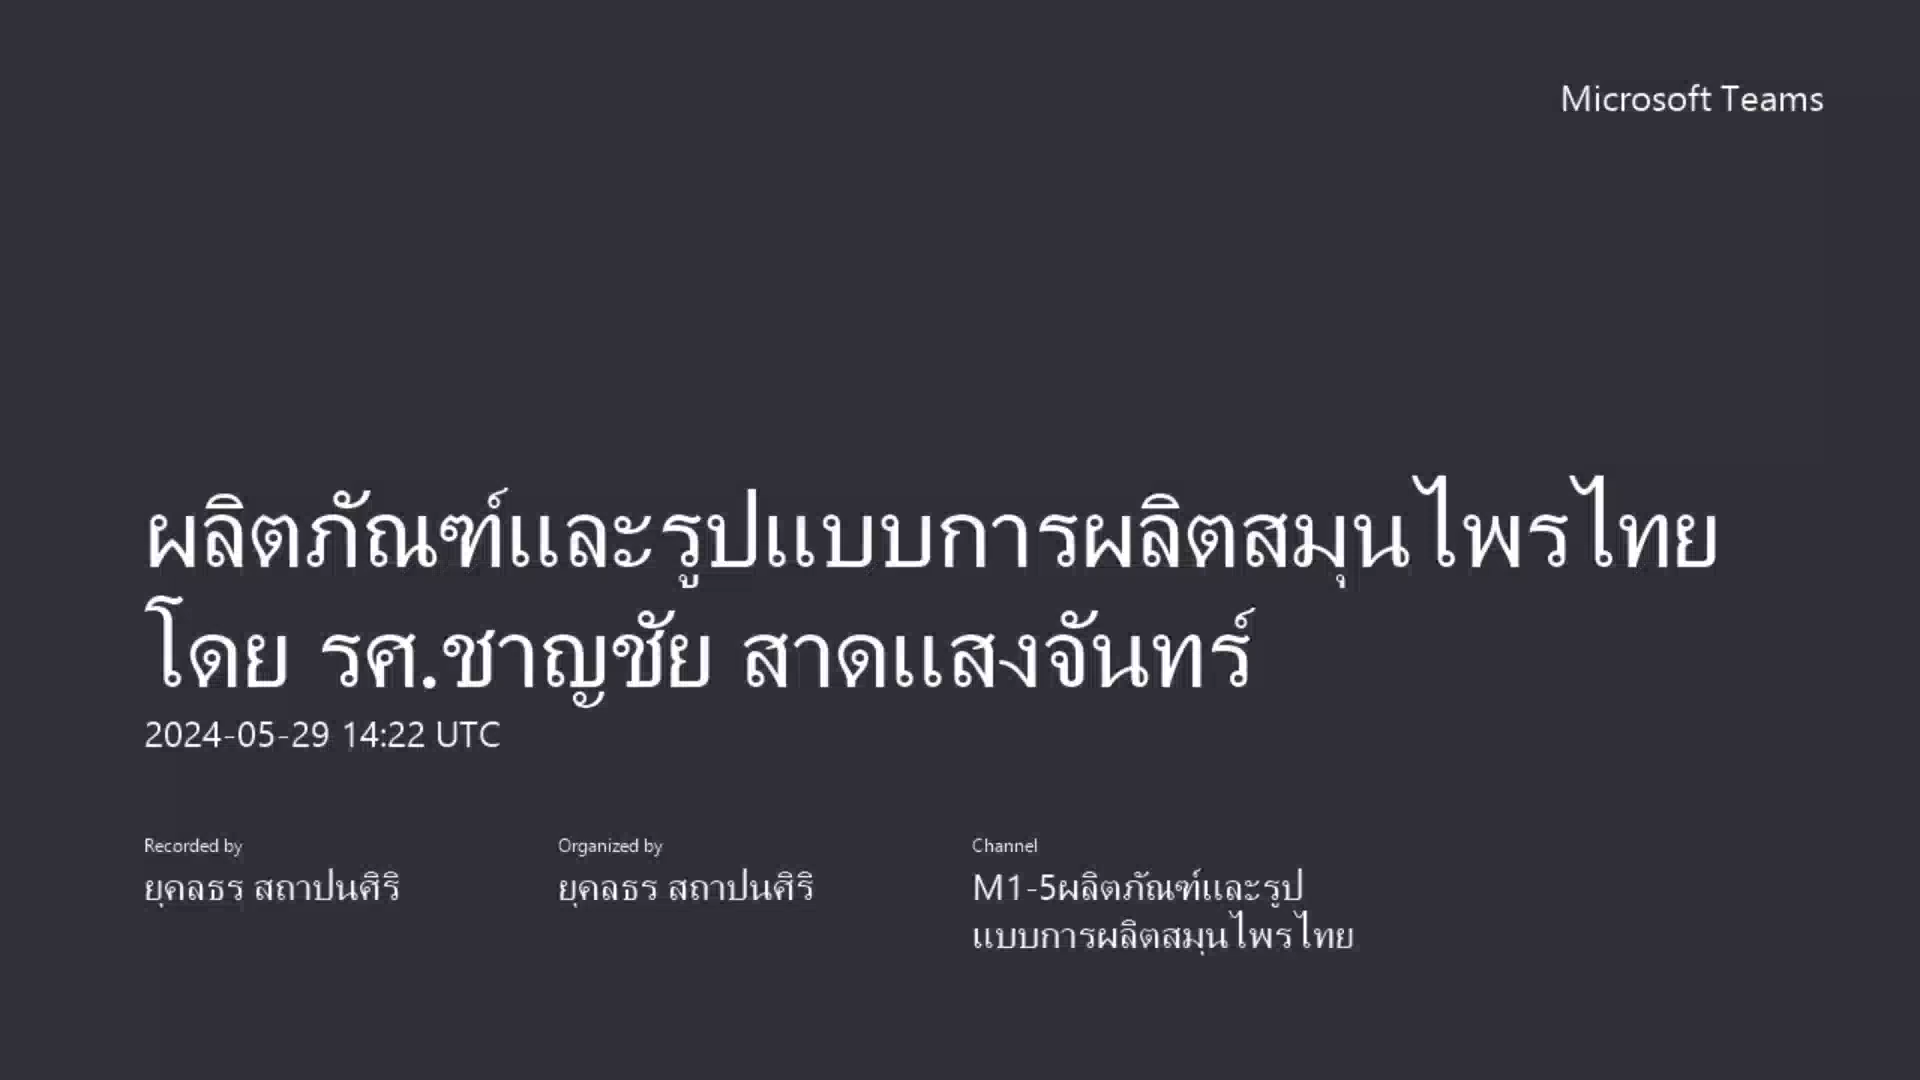 Microsoft Teams
ผลิตภัณฑ์และรูปแบบการผลิตสมุนไพรไทย
โดย รศ.ชาญชัย สาดแสงจันทร์
2024-05-29 14:22 UTC
Recorded by
ยุคลธร สถาปนศิริ
Organized by
ยุคลธร สถาปนศิริ
Channel
M1-5ผลิตภัณฑ์และรูป
แบบการผลิตสมุนไพรไทย